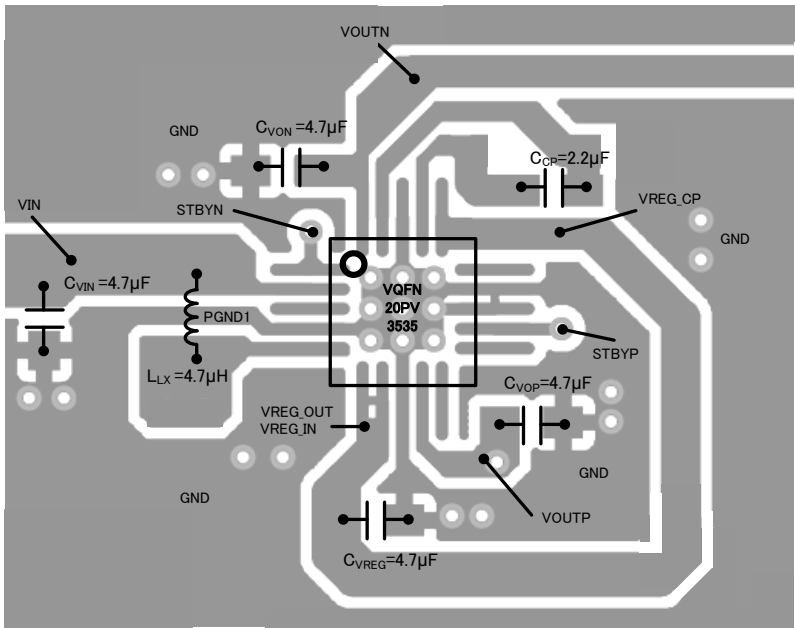 VOUTN
GND
CVON =4.7μF
CCP=2.2μF
VIN
STBYN
VREG_CP
GND
CVIN =4.7μF
VQFN
20PV
3535
PGND1
STBYP
LLX =4.7μH
CVOP=4.7μF
VREG_OUT
VREG_IN
GND
GND
VOUTP
CVREG=4.7μF